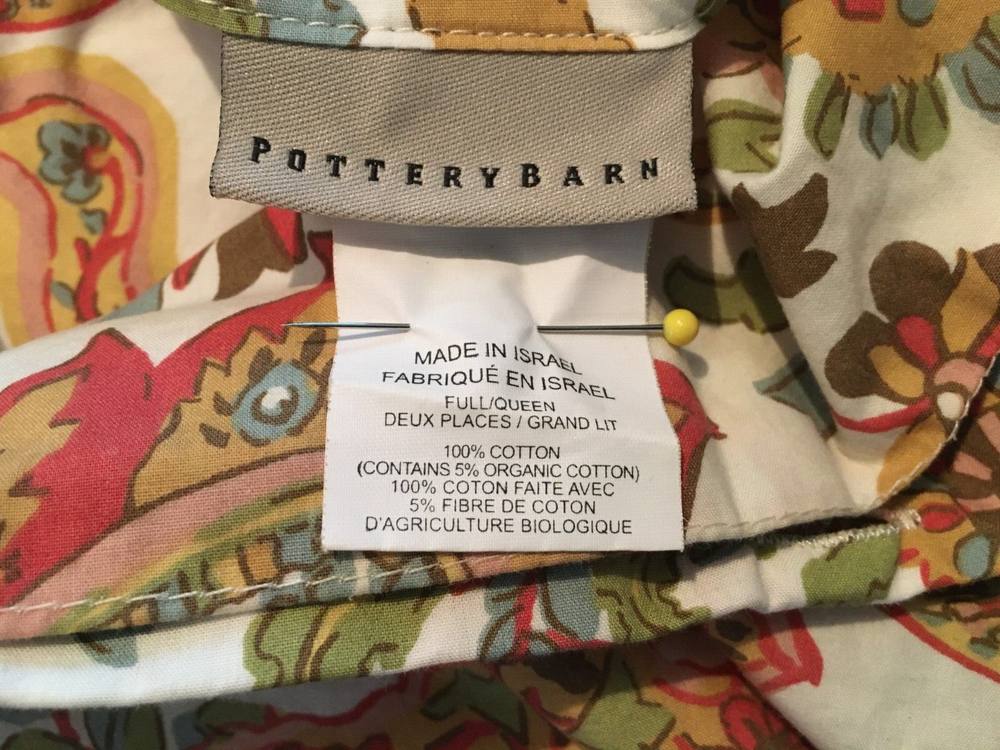 POTTERYBARN
MADE IN ISRAEL
FABRIQUÉ EN ISRAEL
FULL/QUEEN
DEUX PLACES / GRAND LIT
100% COTTON
(CONTAINS 5% ORGANIC COTTON)
100% COTON FAITE AVEC
5% FIBRE DE COTON
D'AGRICULTURE BIOLOGIQUE